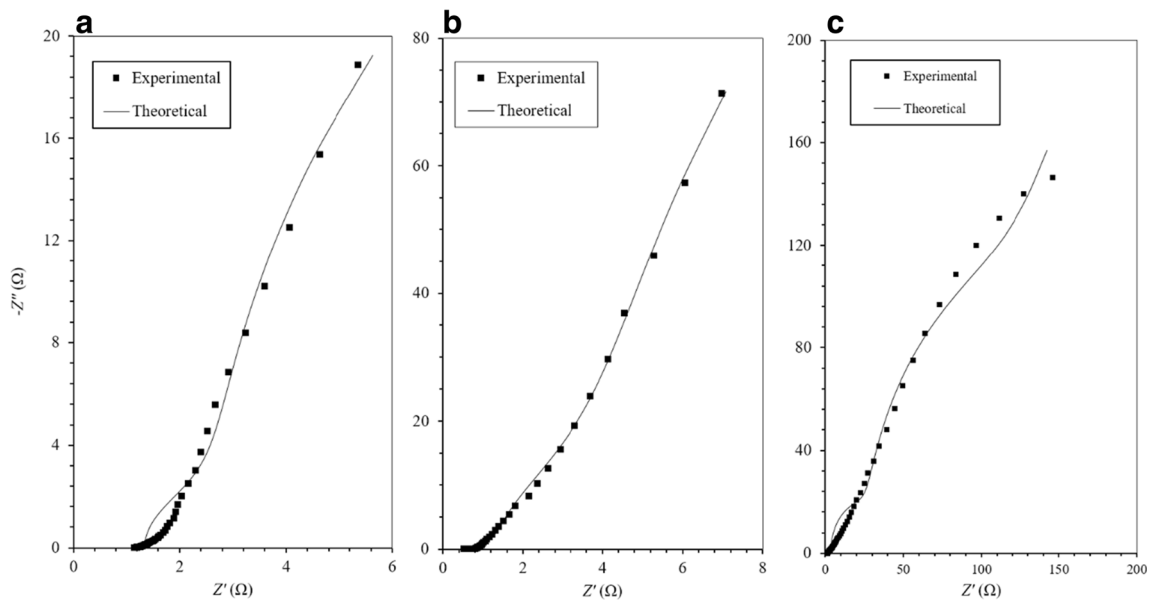 a
20
16
12
8
4
0
0 2 4 6
-Z″ (Ω)
Z′ (Ω)
Experimental
Theoretical
b
80
60
40
20
0
0 2 4 6 8
Z′ (Ω)
Experimental
Theoretical
c
200
160
120
80
40
0
0 50 100 150 200
Z′ (Ω)
Experimental
Theoretical